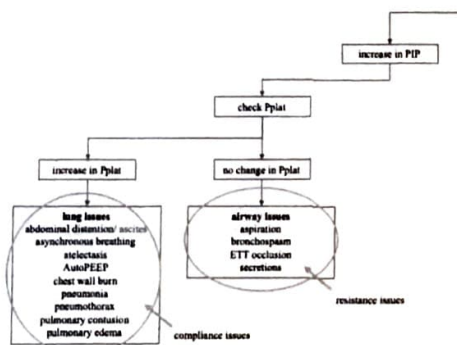 increase in PIP
check Pplat
increase in Pplat
no change in Pplat
lung issues
abdominal distention/ ascites
asynchronous breathing
atelectasis
AutoPEEP
chest wall burn
pneumonia
pneumothorax
pulmonary contusion
pulmonary edema
airway issues
aspiration
bronchospasm
ETT occlusion
secretions
resistance issues
compliance issues